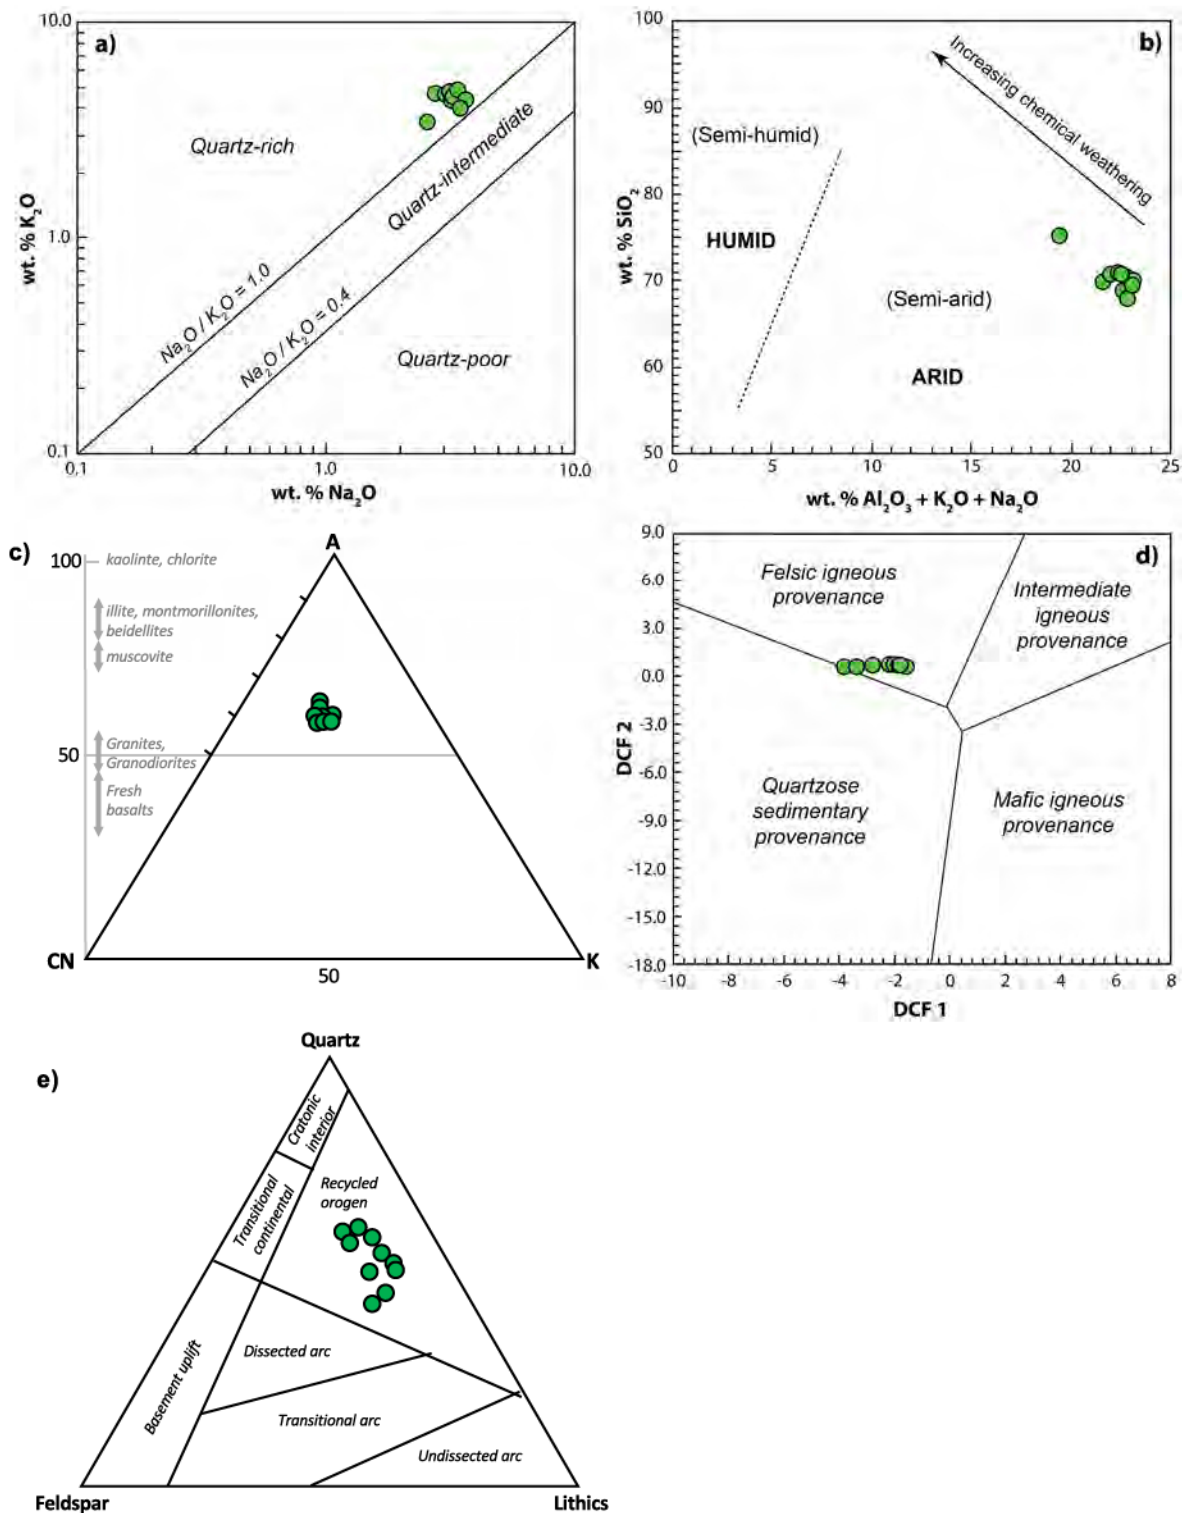 a)
10.0
1.0
0.1
wt. % K₂O
Quartz-rich
Quartz-intermediate
Na₂O / K₂O = 1.0
Na₂O / K₂O = 0.4
Quartz-poor
0.1
1.0
10.0
wt. % Na₂O
b)
100
90
80
70
60
50
wt. % SiO₂
Increasing chemical weathering
(Semi-humid)
HUMID
(Semi-arid)
ARID
0
5
10
15
20
25
wt. % Al₂O₃ + K₂O + Na₂O
c)
A
100
kaolinte, chlorite
illite, montmorillonites,
beidellites
muscovite
50
Granites,
Granodiorites
Fresh
basalts
CN
50
K
d)
9.0
6.0
3.0
0.0
-3.0
-6.0
-9.0
-12.0
-15.0
-18.0
DCF 2
Felsic igneous
provenance
Intermediate
igneous
provenance
Quartzose
sedimentary
provenance
Mafic igneous
provenance
-10
-8
-6
-4
-2
0
2
4
6
8
DCF 1
e)
Quartz
Cratonic
interior
Transitional
continental
Recycled
orogen
Basement uplift
Dissected arc
Transitional arc
Undissected arc
Feldspar
Lithics